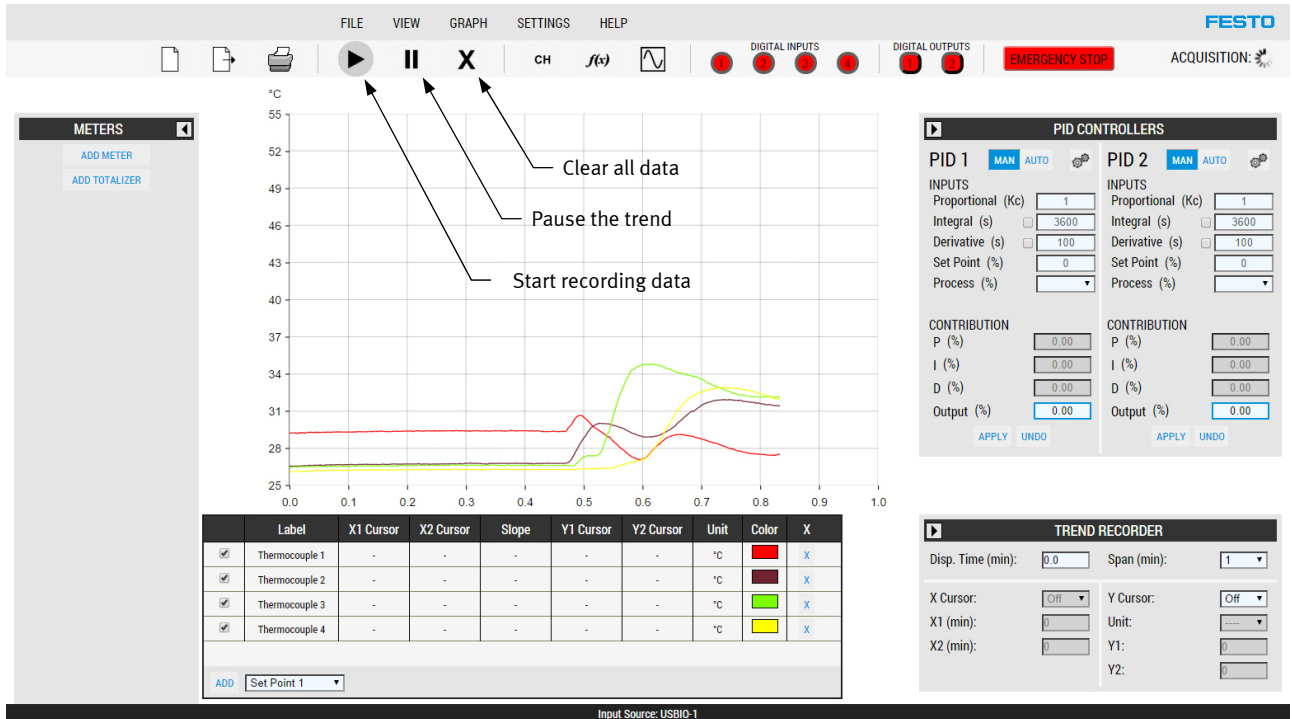 FILE VIEW GRAPH SETTINGS HELP FESTO
CH f(x) DIGITAL INPUTS 1 2 3 4 DIGITAL OUTPUTS 1 2 EMERGENCY STOP ACQUISITION:
METERS
ADD METER
ADD TOTALIZER
°C
55
52
49
46
43
40
37
34
31
28
25
0.0 0.1 0.2 0.3 0.4 0.5 0.6 0.7 0.8 0.9 1.0
Clear all data
Pause the trend
Start recording data
Label X1 Cursor X2 Cursor Slope Y1 Cursor Y2 Cursor Unit Color X
Thermocouple 1 - - - - - °C X
Thermocouple 2 - - - - - °C X
Thermocouple 3 - - - - - °C X
Thermocouple 4 - - - - - °C X
ADD Set Point 1
PID CONTROLLERS
PID 1 MAN AUTO PID 2 MAN AUTO
INPUTS INPUTS
Proportional (Kc) 1 Proportional (Kc) 1
Integral (s) 3600 Integral (s) 3600
Derivative (s) 100 Derivative (s) 100
Set Point (%) 0 Set Point (%) 0
Process (%) Process (%)
CONTRIBUTION CONTRIBUTION
P (%) 0.00 P (%) 0.00
I (%) 0.00 I (%) 0.00
D (%) 0.00 D (%) 0.00
Output (%) 0.00 Output (%) 0.00
APPLY UNDO APPLY UNDO
TREND RECORDER
Disp. Time (min): 0.0 Span (min): 1
X Cursor: Off Y Cursor: Off
X1 (min): 0 Unit: ----
X2 (min): 0 Y1: 0
Y2: 0
Input Source: USBIO-1